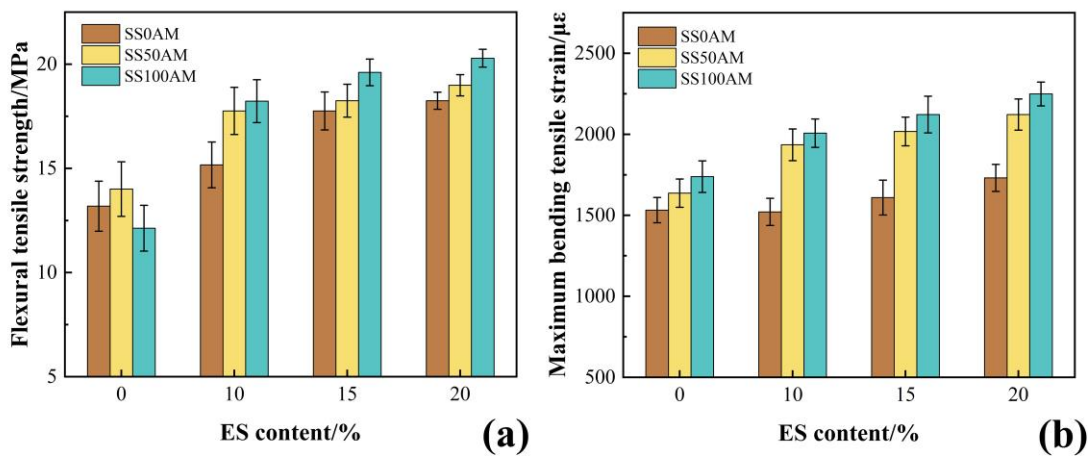 SS0AM
SS50AM
SS100AM
20
15
10
5
Flexural tensile strength/MPa
0 10 15 20
ES content/%
(a)
SS0AM
SS50AM
SS100AM
2500
2000
1500
1000
500
Maximum bending tensile strain/με
0 10 15 20
ES content/%
(b)